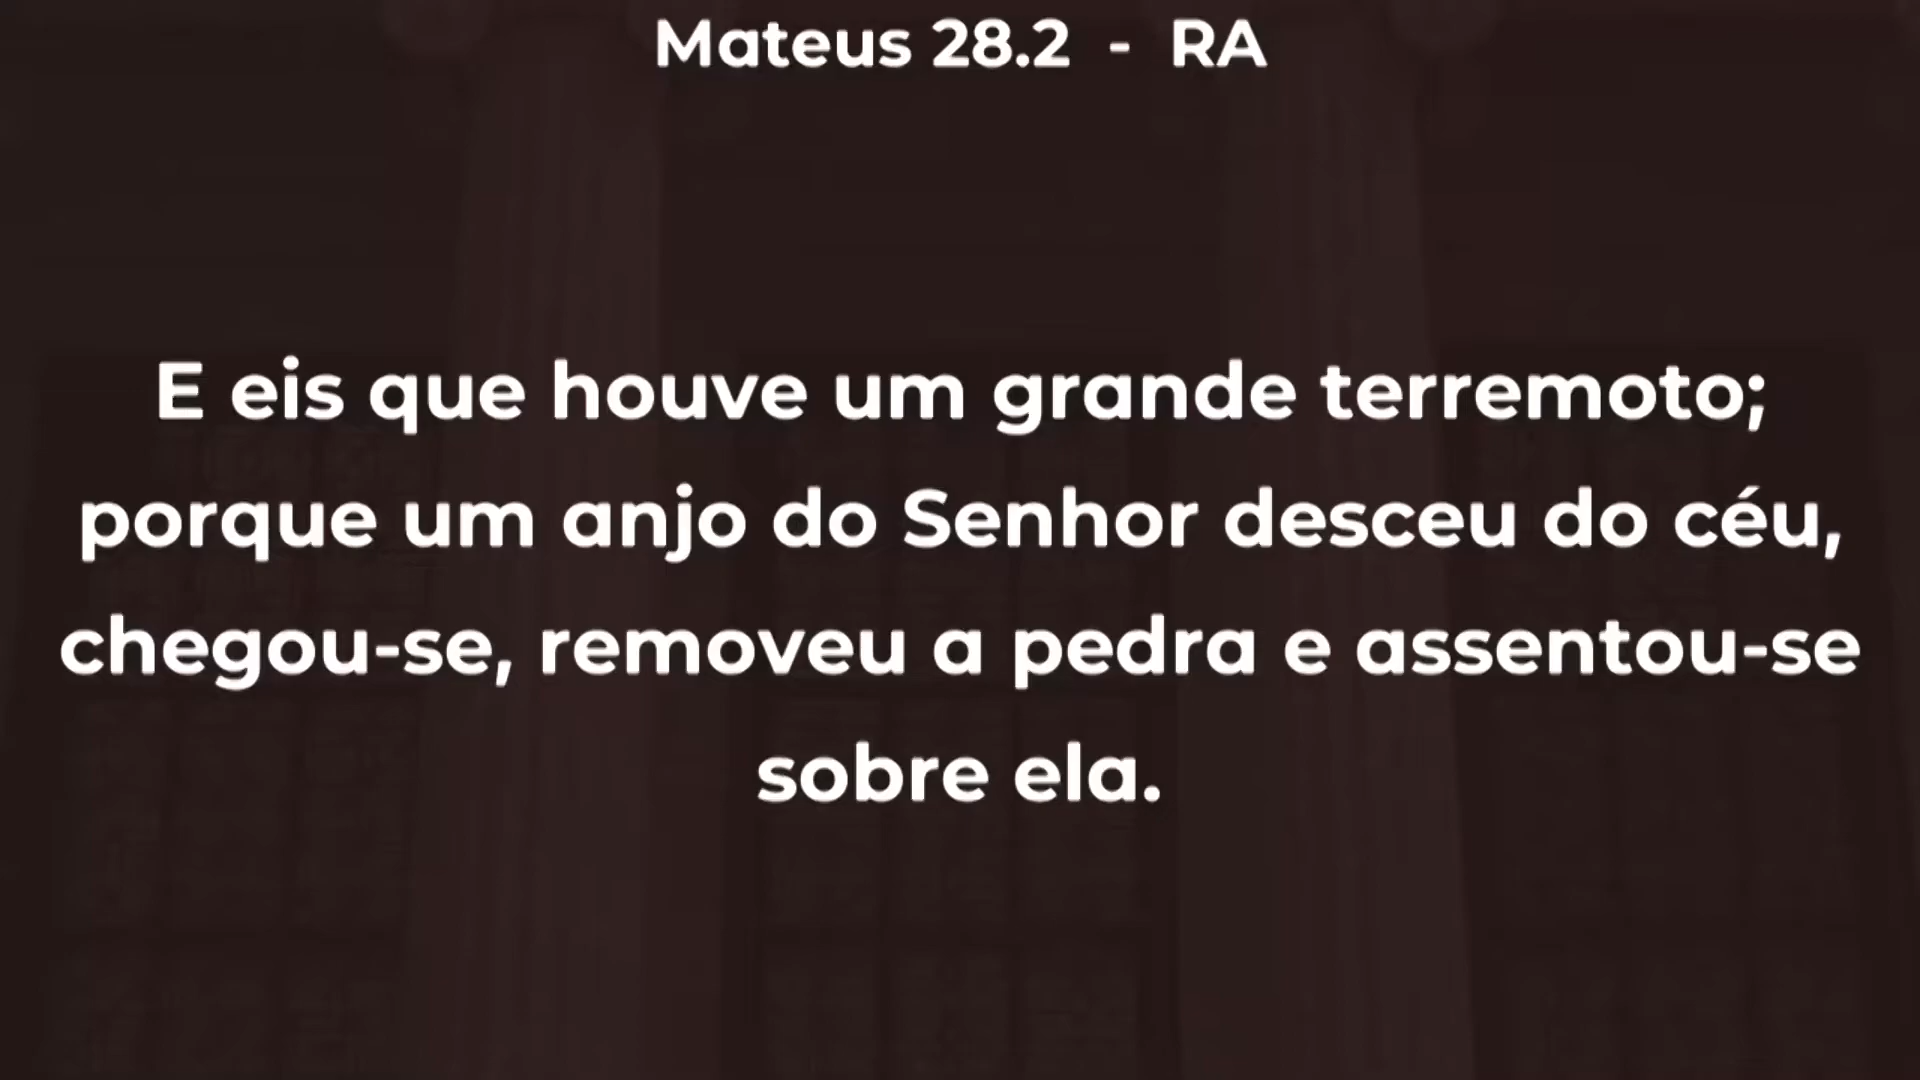 Mateus 28.2 - RA
E eis que houve um grande terremoto;
porque um anjo do Senhor desceu do céu,
chegou-se, removeu a pedra e assentou-se
sobre ela.